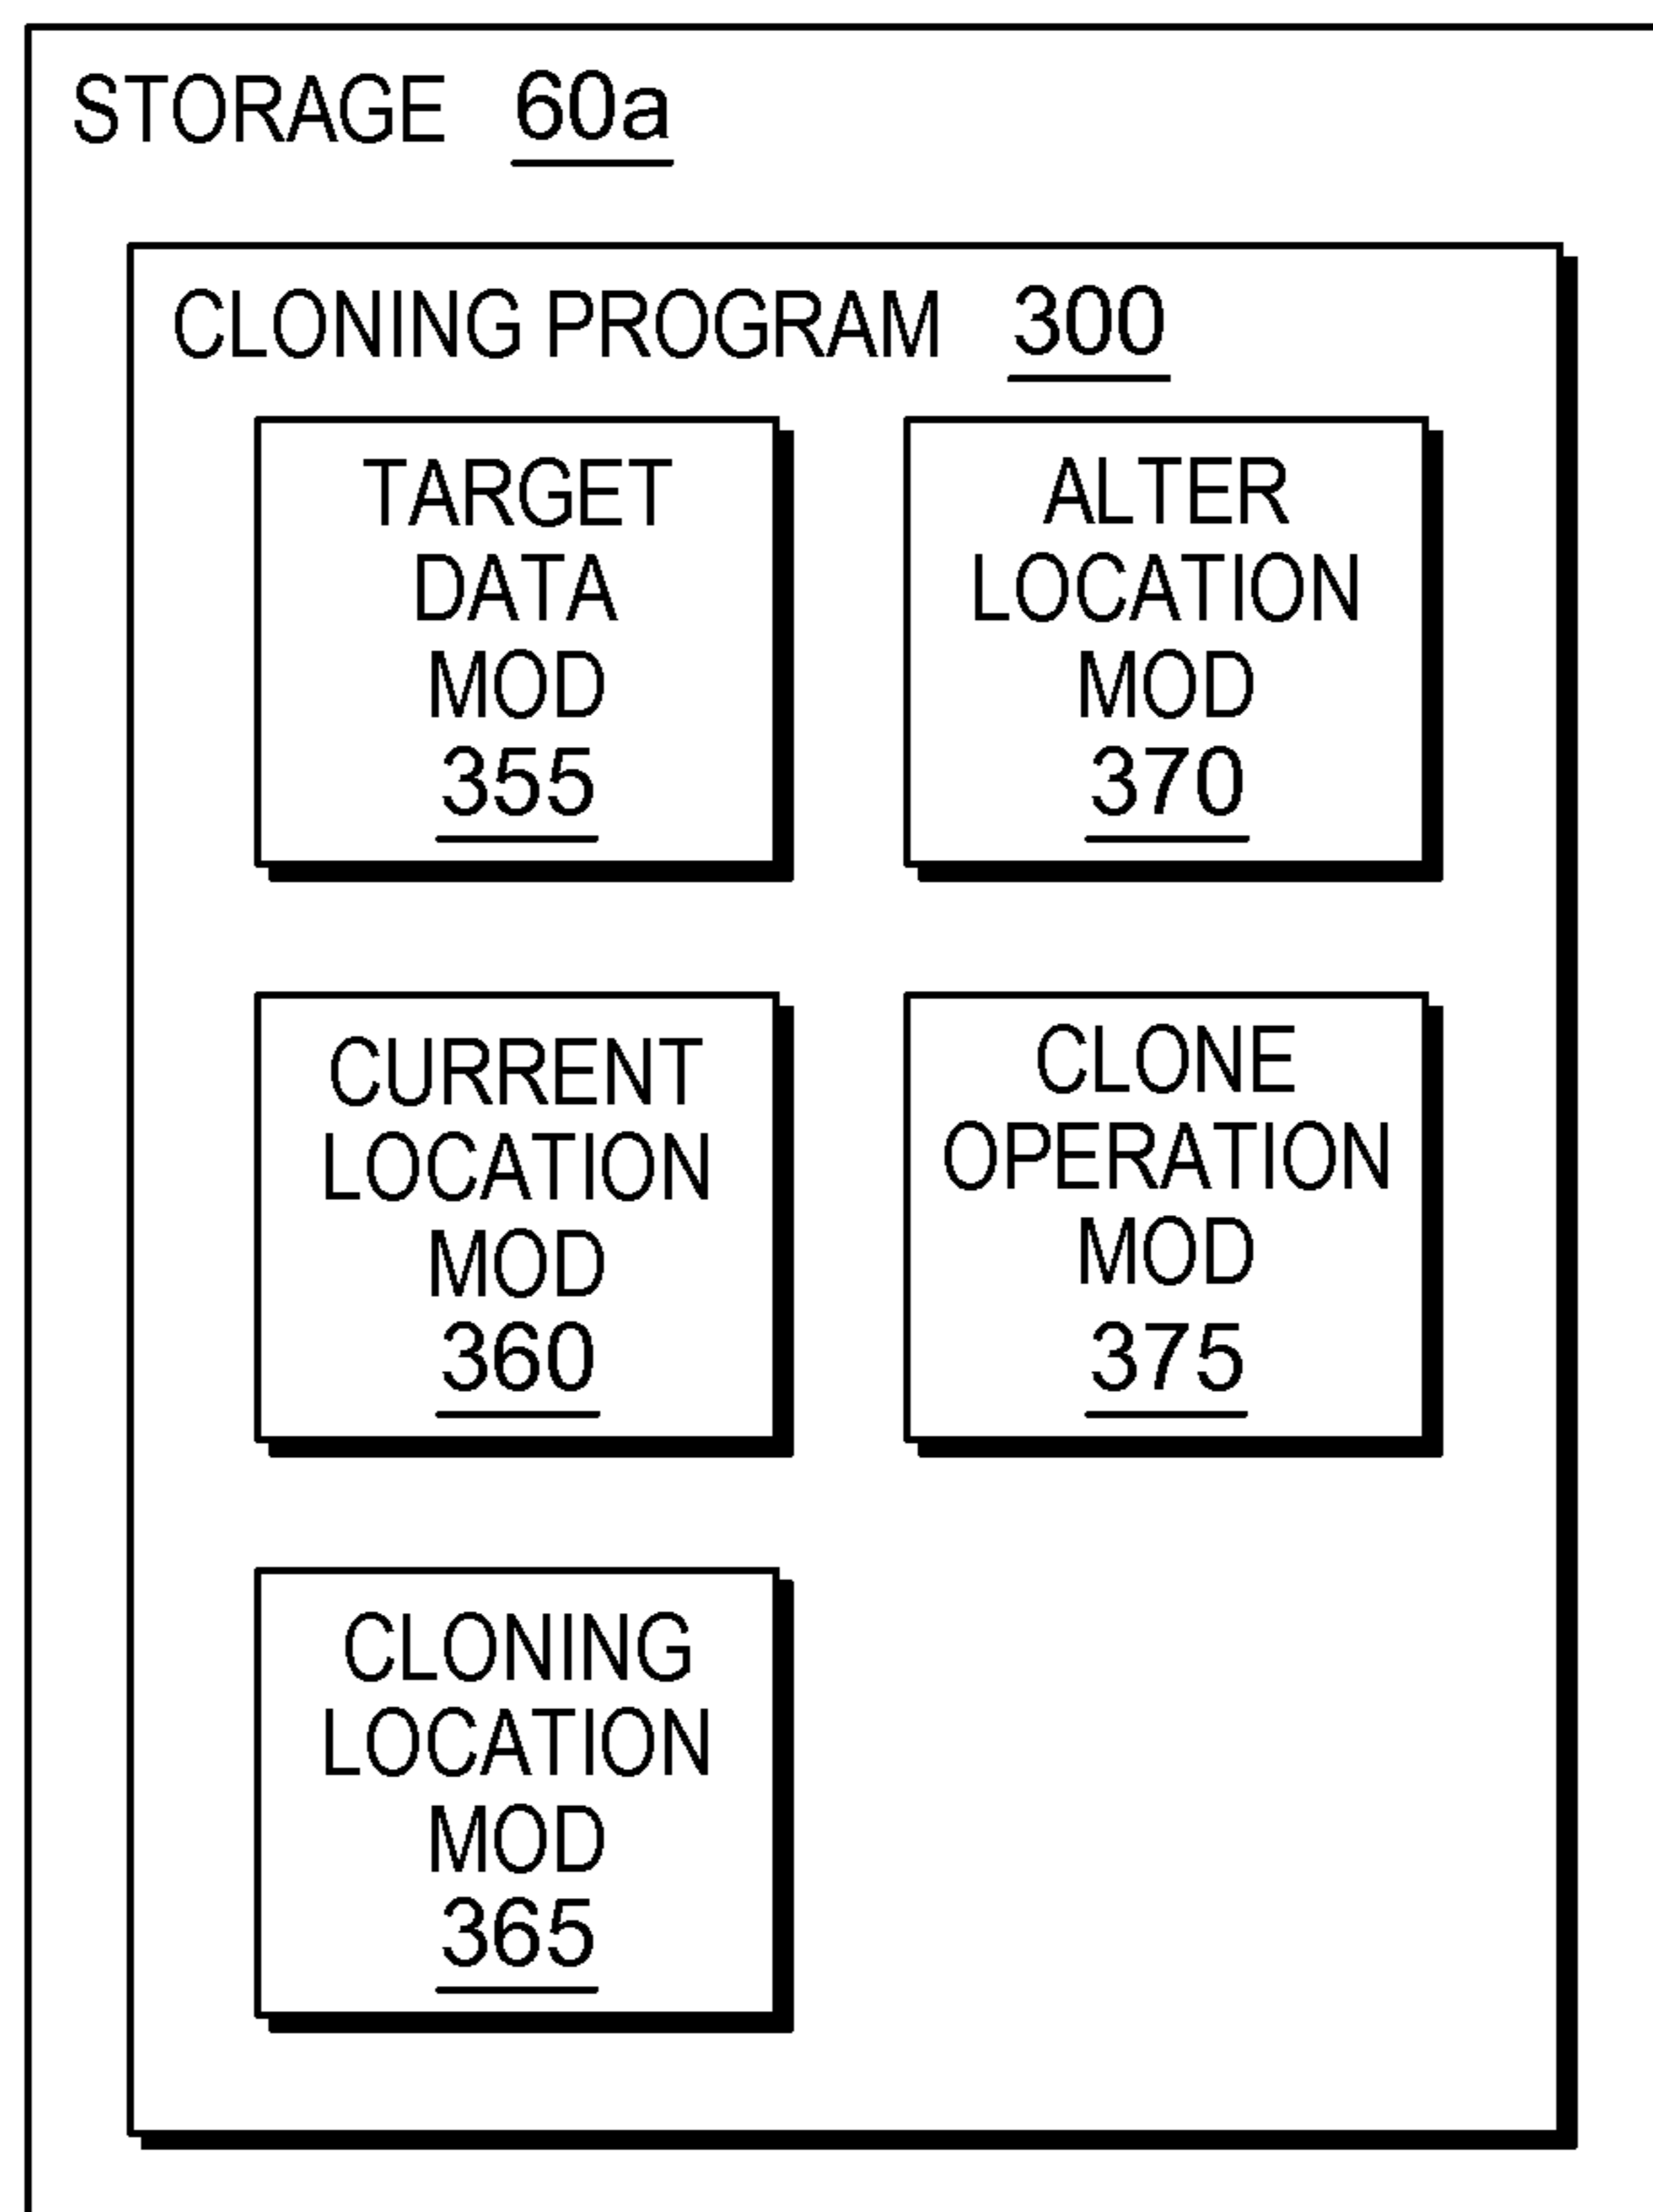 STORAGE 60a
CLONING PROGRAM 300
TARGET
DATA
MOD
355
ALTER
LOCATION
MOD
370
CURRENT
LOCATION
MOD
360
CLONE
OPERATION
MOD
375
CLONING
LOCATION
MOD
365